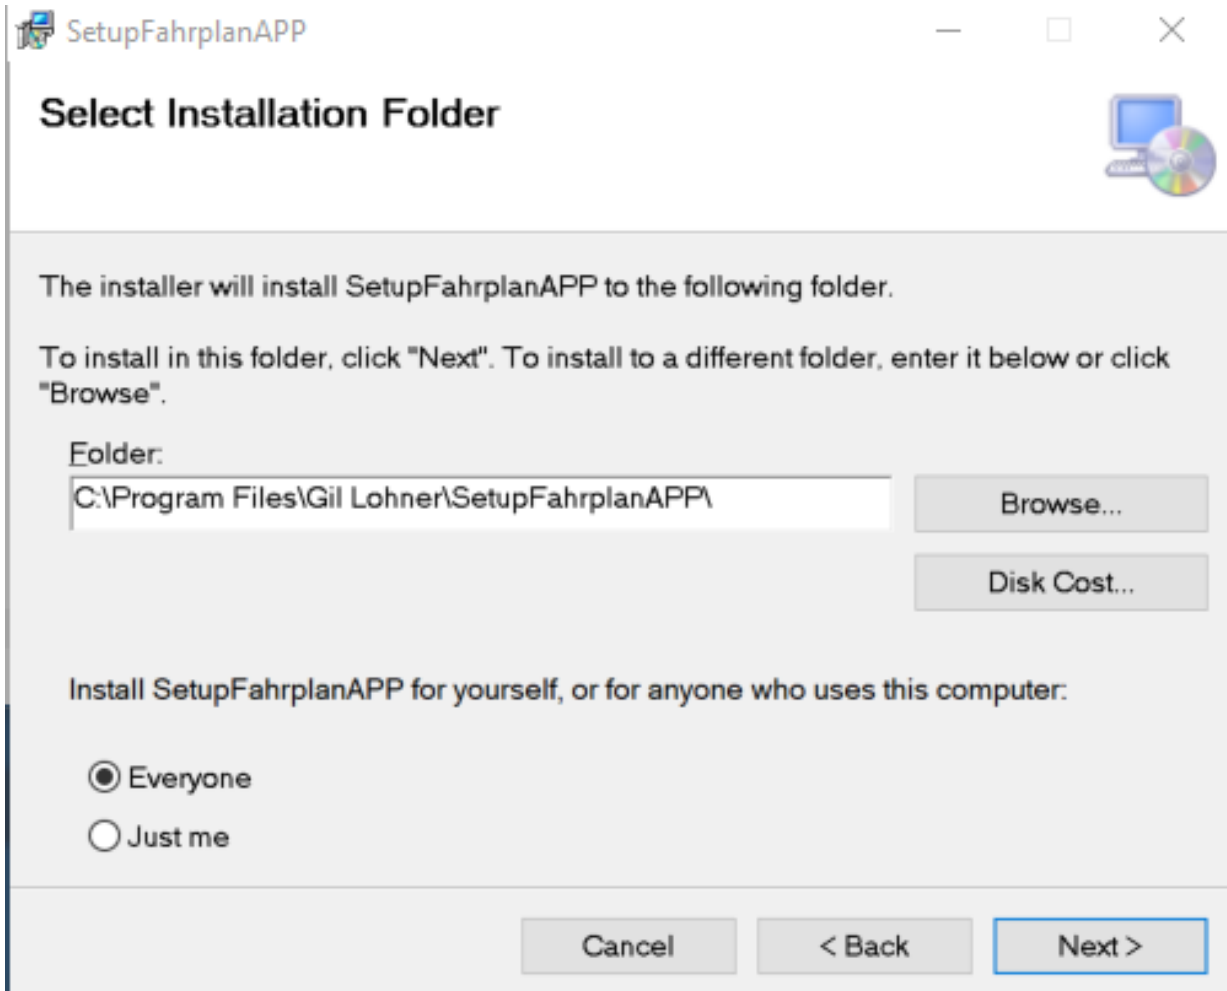 SetupFahrplanAPP
Select Installation Folder
The installer will install SetupFahrplanAPP to the following folder.
To install in this folder, click "Next". To install to a different folder, enter it below or click
"Browse".
Folder:
C:\Program Files\Gil Lohner\SetupFahrplanAPP\
Browse...
Disk Cost...
Install SetupFahrplanAPP for yourself, or for anyone who uses this computer:
Everyone
Just me
Cancel
< Back
Next >